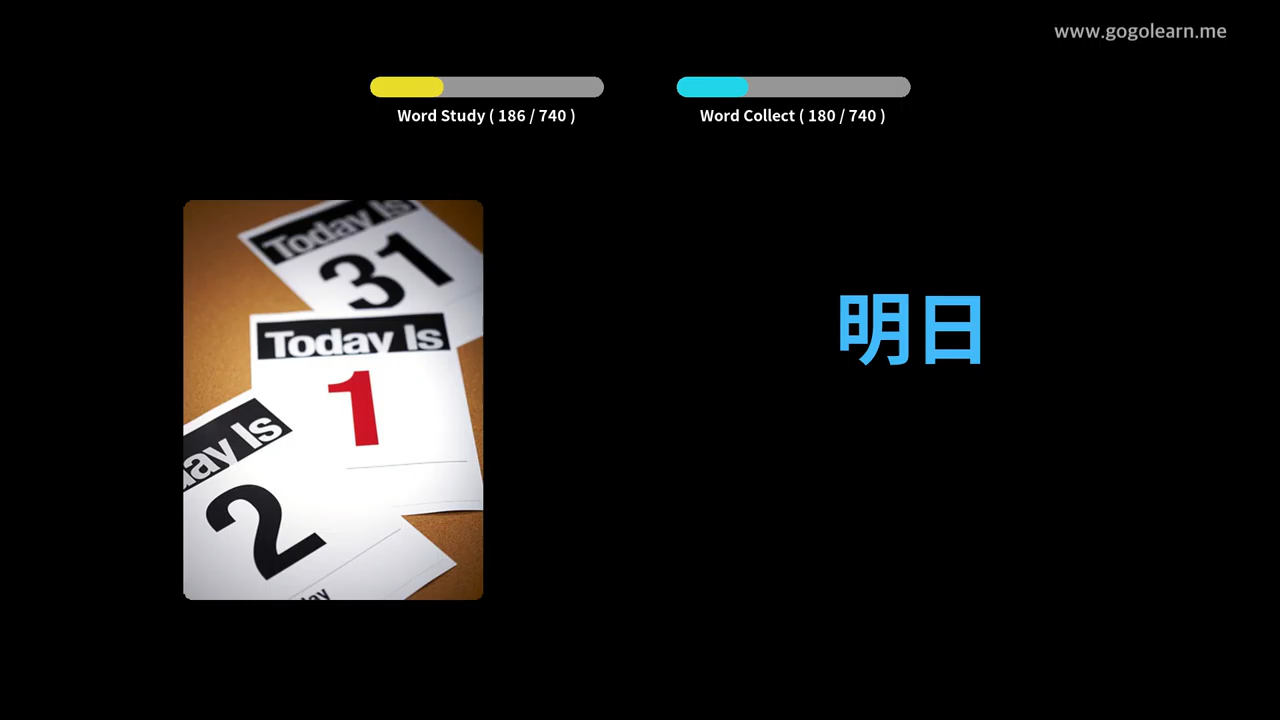 www.gogolearn.me
Word Study ( 186 / 740 )
Word Collect ( 180 / 740 )
Today Is
31
Today Is
1
ay Is
2
明日